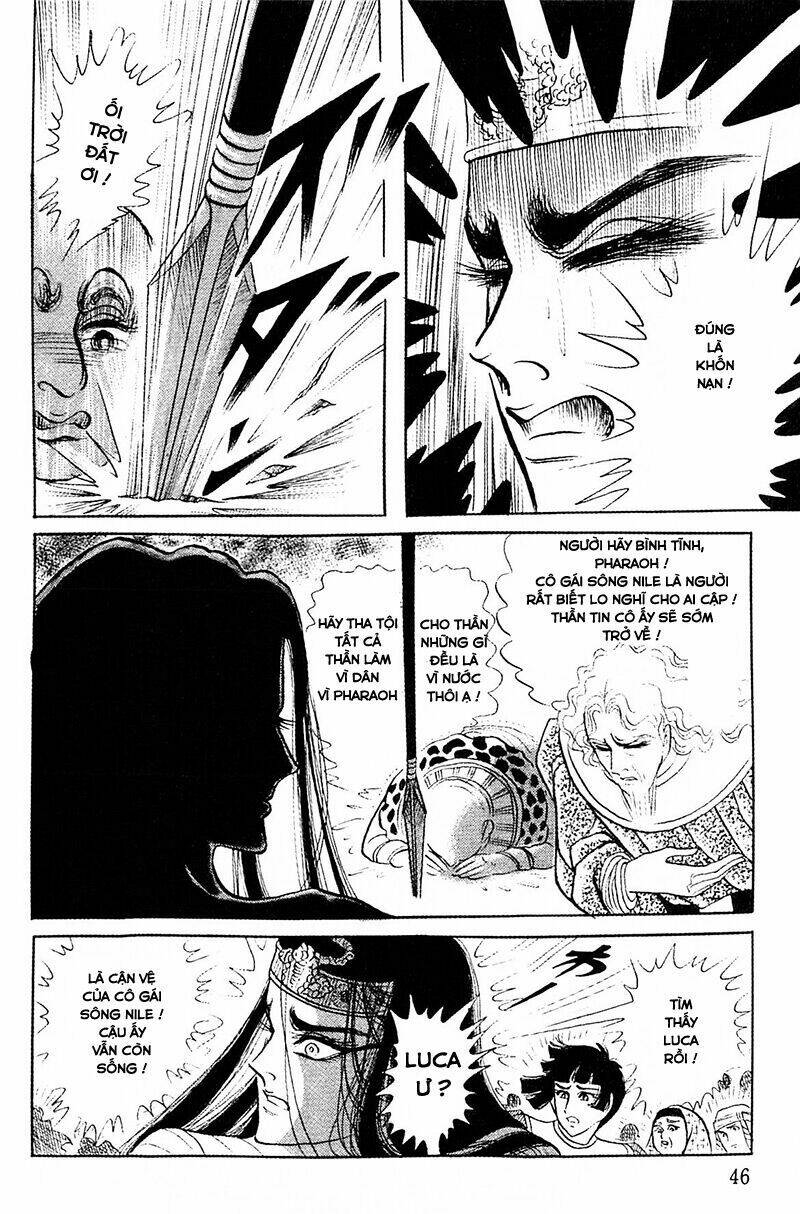 ĐÚNG
LÀ
KHỐN
NẠN !
ỐI
TRỜI
ĐẤT
ƠI !
NGƯỜI HÃY BÌNH TĨNH,
PHARAOH !
CÔ GÁI SÔNG NILE LÀ NGƯỜI
RẤT BIẾT LO NGHĨ CHO AI CẬP !
THẦN TIN CÔ ẤY SẼ SỚM
TRỞ VỀ !
CHO THẦN
NHỮNG GÌ
ĐỀU LÀ
VÌ NƯỚC
THÔI Ạ !
HÃY THA TỘI
TẤT CẢ
THẦN LÀM
VÌ DÂN
VÌ PHARAOH
TÌM
THẤY
LUCA
RỒI !
LUCA
Ư ?
LÀ CẬN VỆ
CỦA CÔ GÁI
SÔNG NILE !
CẬU ẤY
VẪN CÒN
SỐNG !
46